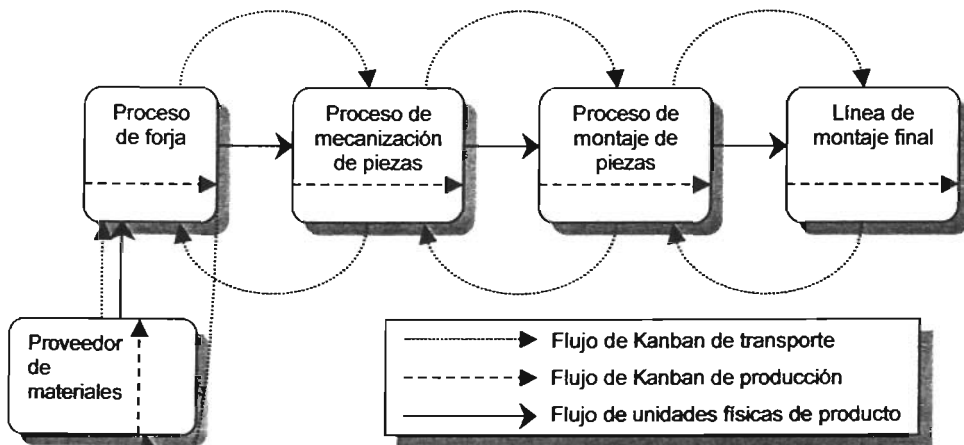 Proceso
de forja
Proceso de
mecanización
de piezas
Proceso de
montaje de
piezas
Línea de
montaje final
Proveedor
de
materiales
Flujo de Kanban de transporte
Flujo de Kanban de producción
Flujo de unidades físicas de producto